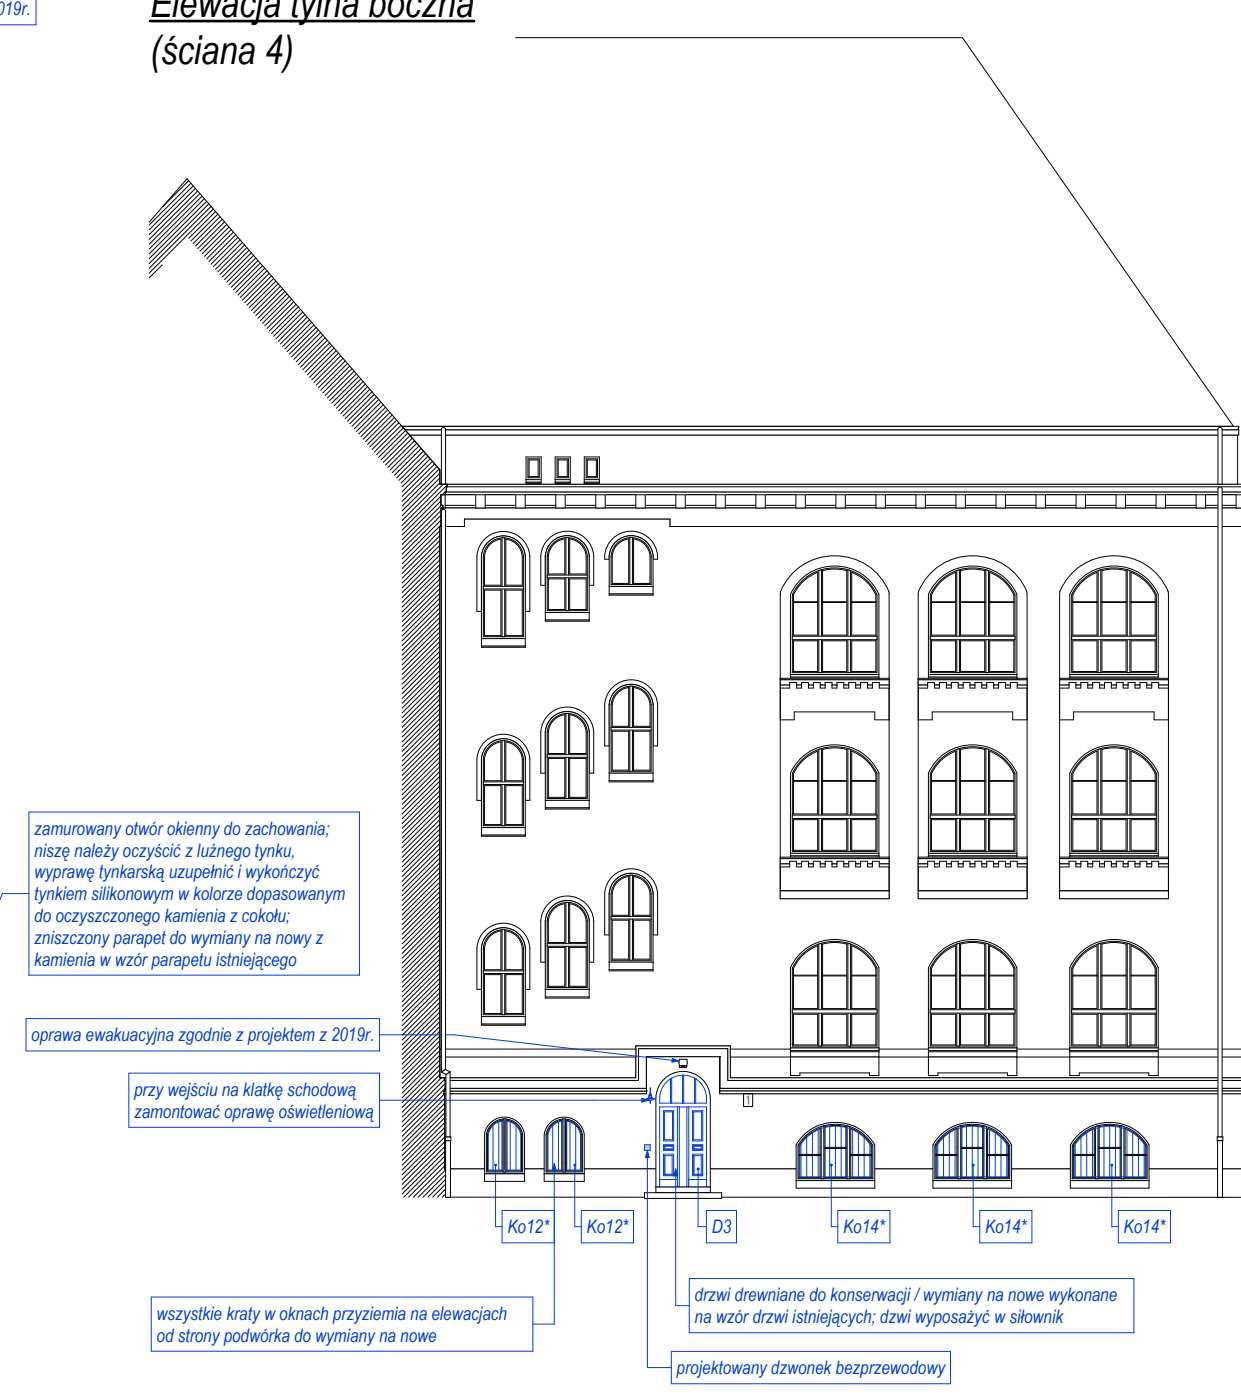 2019r.
Elewacja tylna boczna
(ściana 4)
zamurowany otwór okienny do zachowania;
niszę należy oczyścić z luźnego tynku,
wyprawę tynkarską uzupełnić i wykończyć
tynkiem silikonowym w kolorze dopasowanym
do oczyszczonego kamienia z cokołu;
zniszczony parapet do wymiany na nowy z
kamienia w wzór parapetu istniejącego
oprawa ewakuacyjna zgodnie z projektem z 2019r.
przy wejściu na klatkę schodową
zamontować oprawę oświetleniową
1
Ko12*
Ko12*
D3
Ko14*
Ko14*
Ko14*
wszystkie kraty w oknach przyziemia na elewacjach
od strony podwórka do wymiany na nowe
drzwi drewniane do konserwacji / wymiany na nowe wykonane
na wzór drzwi istniejących; dzwi wyposażyć w siłownik
projektowany dzwonek bezprzewodowy